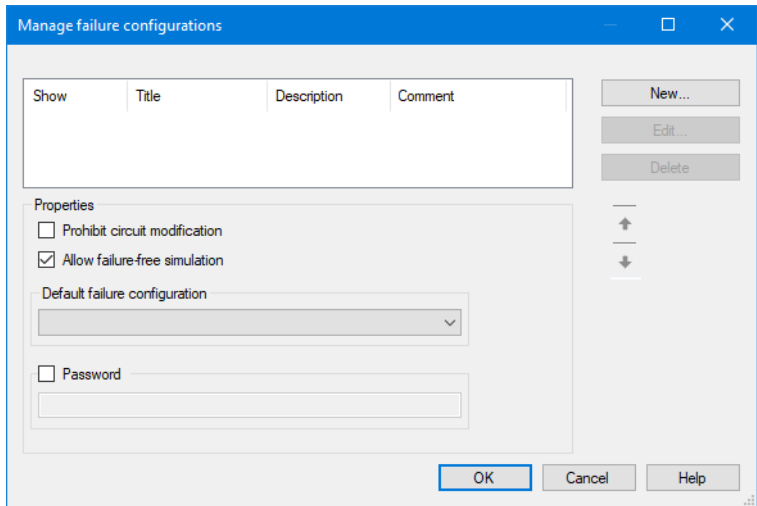 Manage failure configurations
Show Title Description Comment
New...
Edit...
Delete
Properties
Prohibit circuit modification
Allow failure-free simulation
Default failure configuration
Password
OK Cancel Help